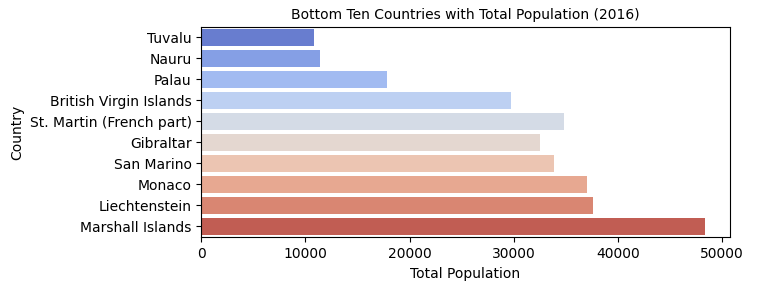 Bottom Ten Countries with Total Population (2016)
Country
Tuvalu
Nauru
Palau
British Virgin Islands
St. Martin (French part)
Gibraltar
San Marino
Monaco
Liechtenstein
Marshall Islands
0 10000 20000 30000 40000 50000
Total Population